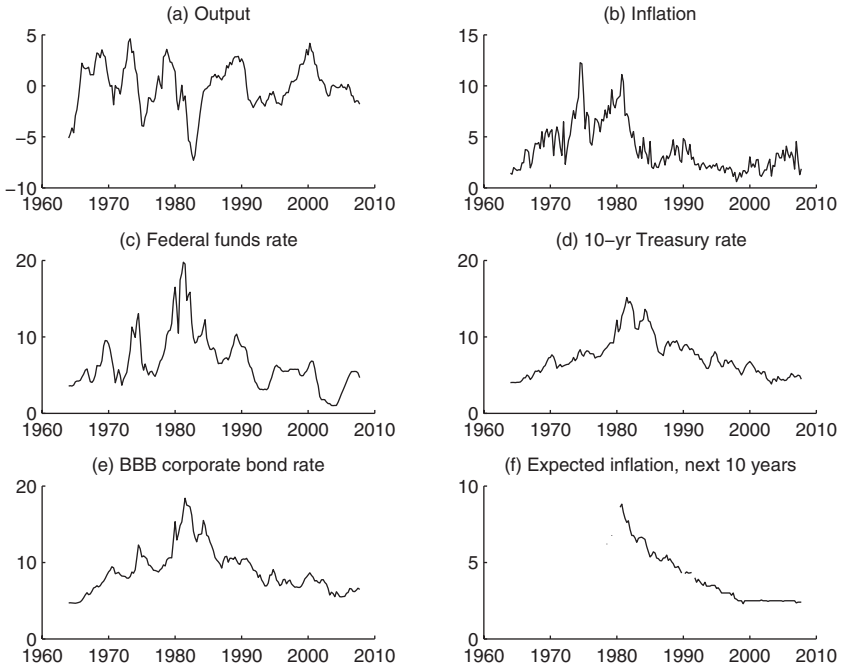 (a) Output
5
0
−5
−10
1960 1970 1980 1990 2000 2010
(b) Inflation
15
10
5
0
1960 1970 1980 1990 2000 2010
(c) Federal funds rate
20
10
0
1960 1970 1980 1990 2000 2010
(d) 10−yr Treasury rate
20
10
0
1960 1970 1980 1990 2000 2010
(e) BBB corporate bond rate
20
10
0
1960 1970 1980 1990 2000 2010
(f) Expected inflation, next 10 years
10
5
0
1960 1970 1980 1990 2000 2010